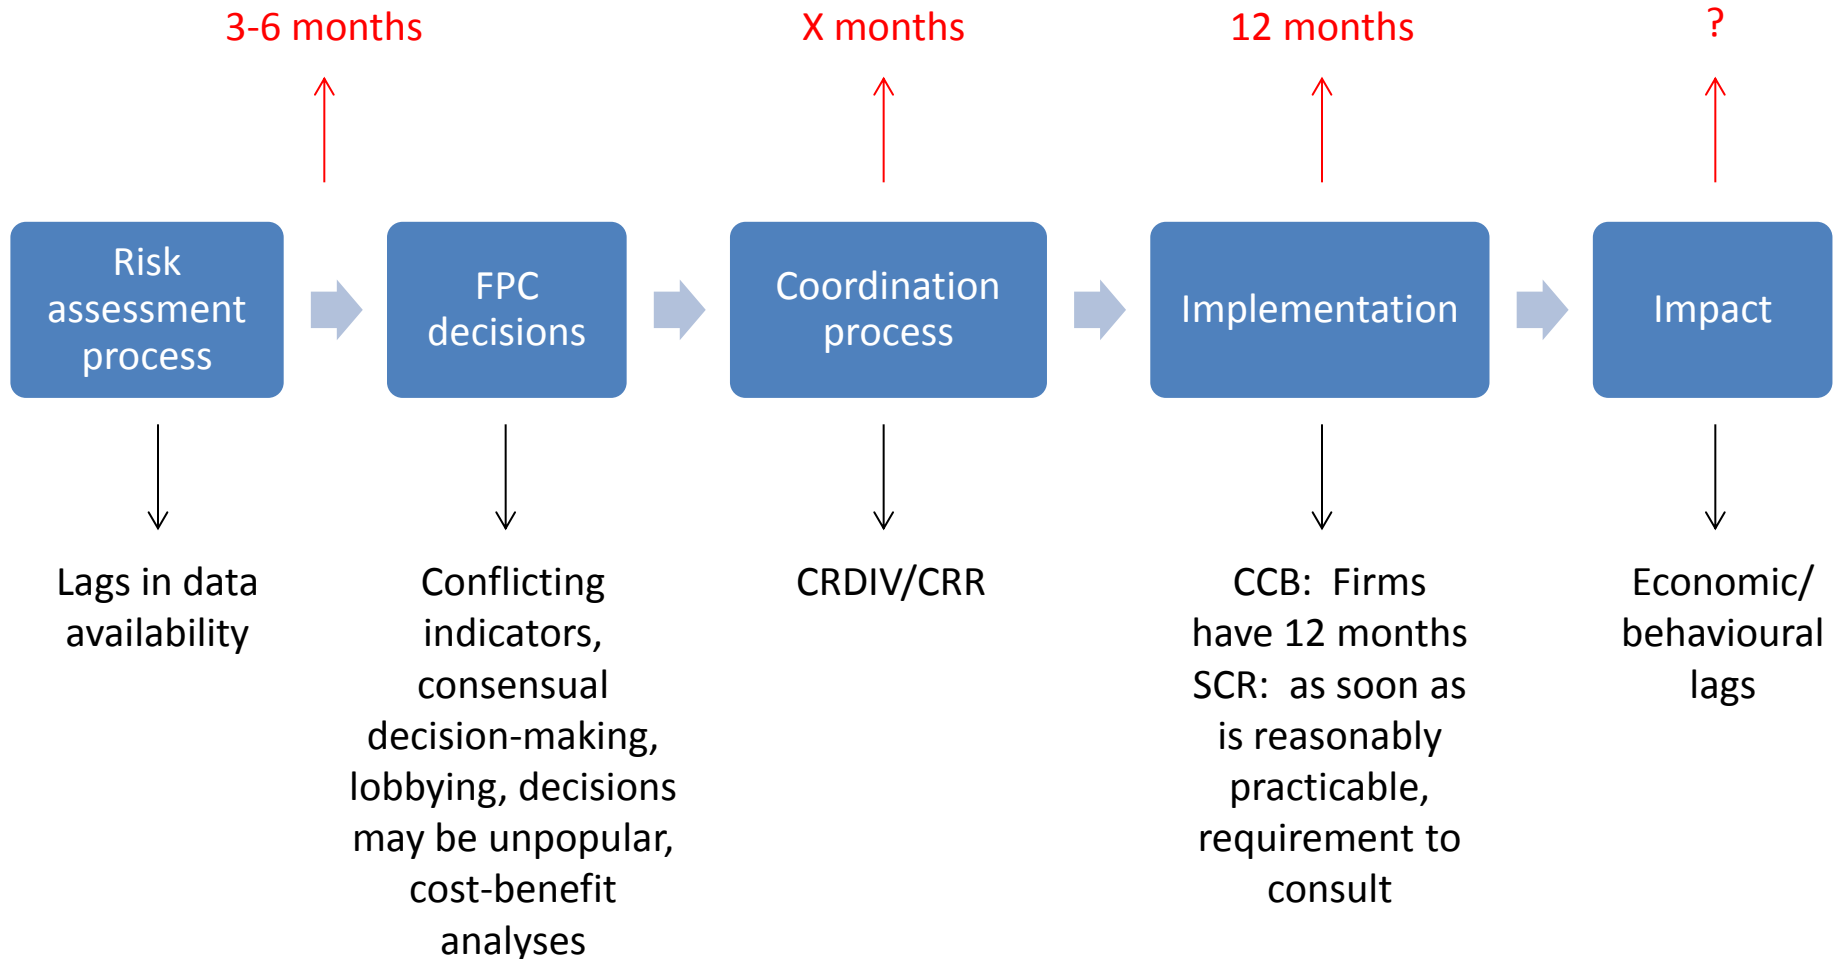 3-6 months
X months
12 months
?
Risk
assessment
process
FPC
decisions
Coordination
process
Implementation
Impact
Lags in data
availability
Conflicting
indicators,
consensual
decision-making,
lobbying, decisions
may be unpopular,
cost-benefit
analyses
CRDIV/CRR
CCB:  Firms
have 12 months
SCR:  as soon as
is reasonably
practicable,
requirement to
consult
Economic/
behavioural
lags